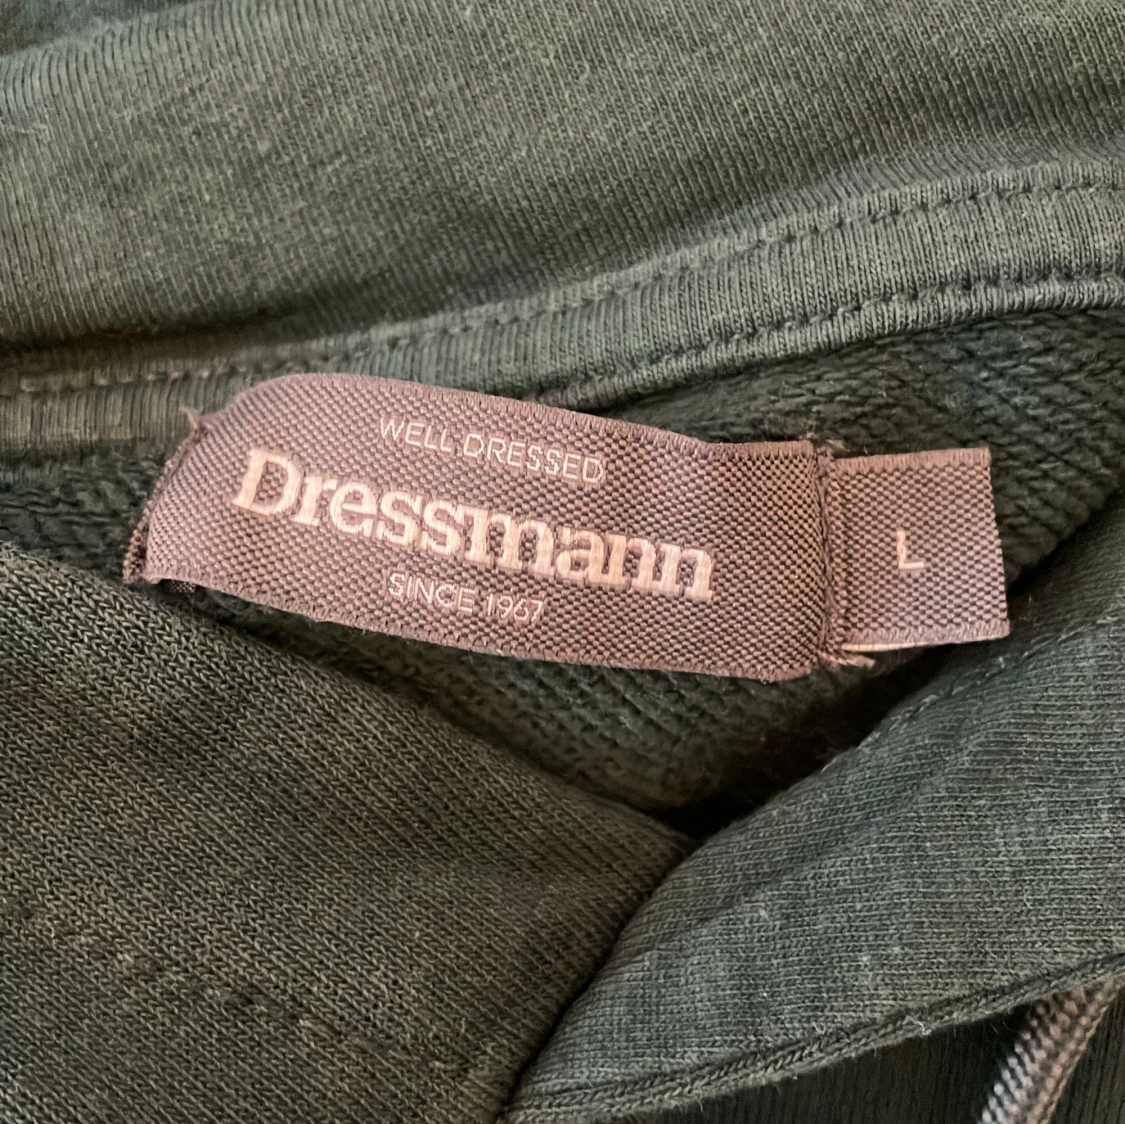 WELL DRESSED
Dressmann
SINCE 1967
L